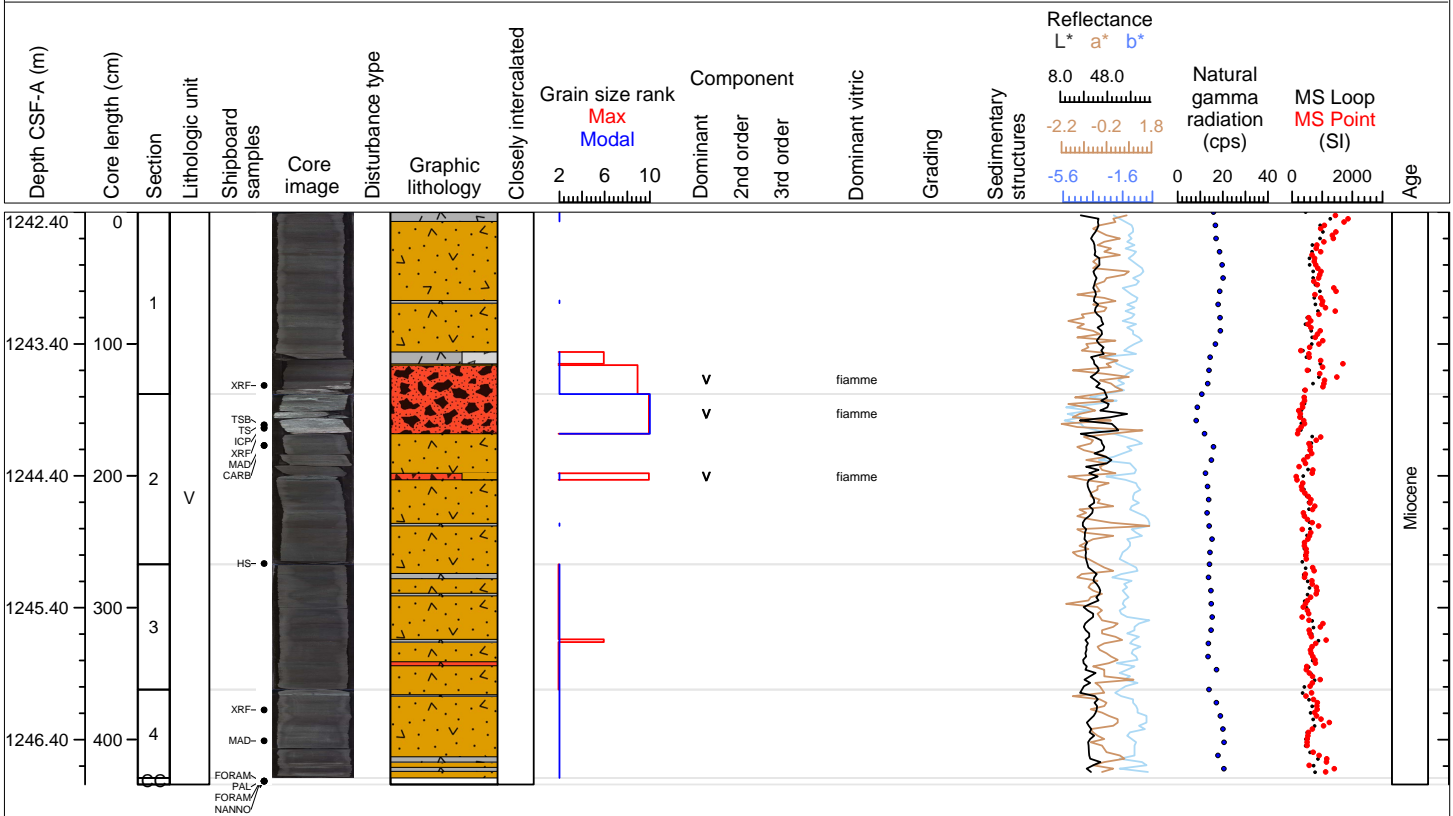 Depth CSF-A (m)
Core length (cm)
Section
Lithologic unit
Shipboard
samples
Core
image
Disturbance type
Graphic
lithology
Closely intercalated
Grain size rank
Max
Modal
2 6 10
Component
Dominant
2nd order
3rd order
Dominant vitric
Grading
Sedimentary
structures
Reflectance
L* a* b*
8.0 48.0
-2.2 -0.2 1.8
-5.6 -1.6
Natural
gamma
radiation
(cps)
0 20 40
MS Loop
MS Point
(SI)
0 2000
Age
1242.40
1243.40
1244.40
1245.40
1246.40
0
100
200
300
400
1
2
3
4
CC
V
XRF
TSB
TS
ICP
XRF
MAD
CARB
HS
XRF
MAD
FORAM
PAL
FORAM
NANNO
v fiamme
v fiamme
v fiamme
Miocene